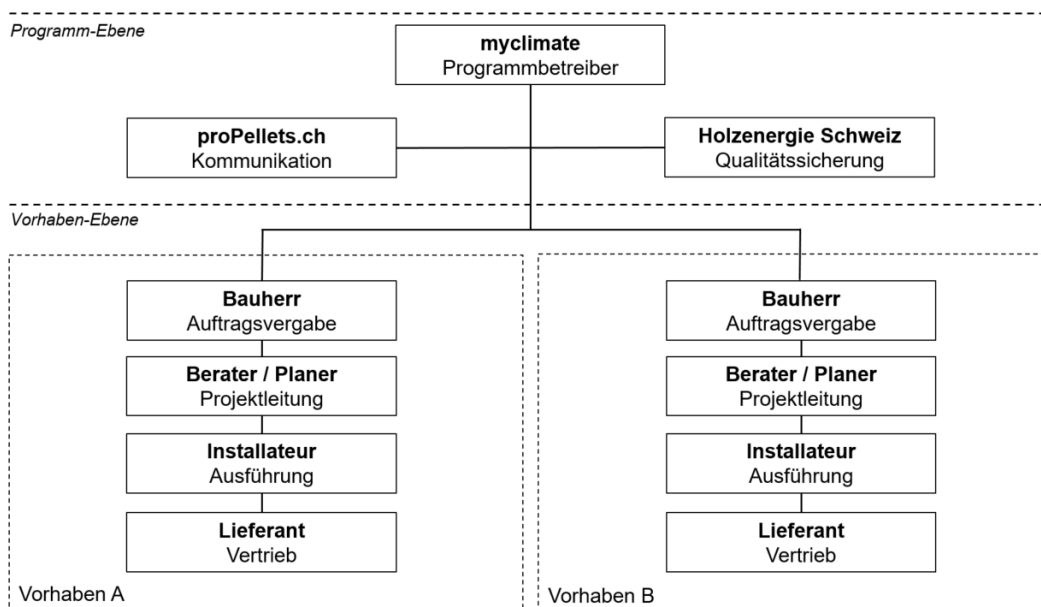 Programm-Ebene
myclimate
Programmbetreiber
proPellets.ch
Kommunikation
Holzenergie Schweiz
Qualitätssicherung
Vorhaben-Ebene
Bauherr
Auftragsvergabe
Berater / Planer
Projektleitung
Installateur
Ausführung
Lieferant
Vertrieb
Vorhaben A
Bauherr
Auftragsvergabe
Berater / Planer
Projektleitung
Installateur
Ausführung
Lieferant
Vertrieb
Vorhaben B